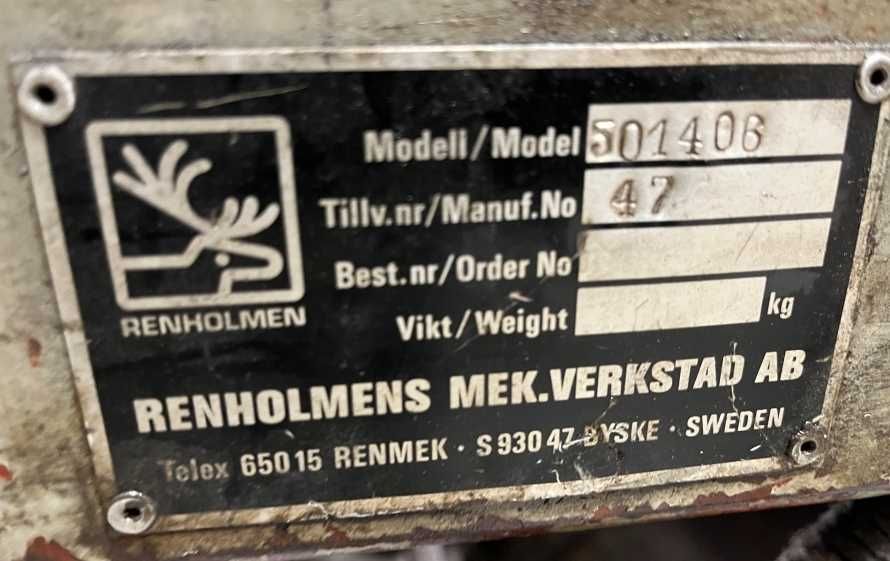 Modell/Model 501406
Tillv.nr/Manuf.No 47
Best.nr/Order No
Vikt/Weight kg
RENHOLMEN
RENHOLMENS MEK.VERKSTAD AB
Telex 65015 RENMEK · S 930 47 BYSKE · SWEDEN